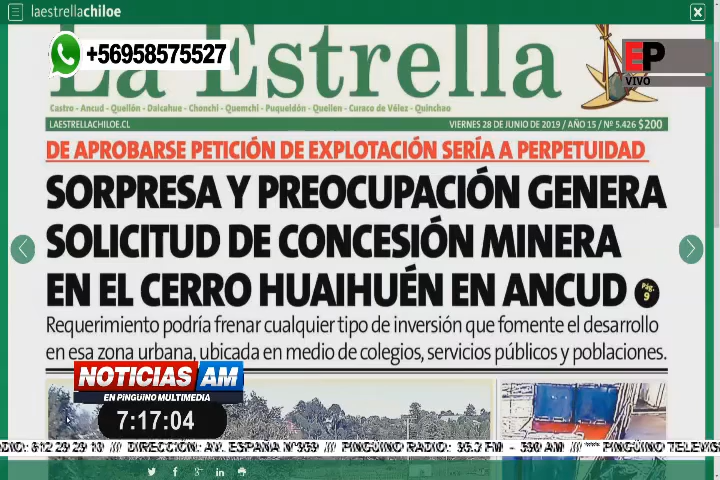 laestrellachiloe
+56958575527
La Estrella
EP
VIVO
Castro - Ancud - Quellón - Dalcahue - Chonchi - Quemchi - Puqueldón - Queilen - Curaco de Vélez - Quinchao
LAESTRELLACHILOE.CL
VIERNES 28 DE JUNIO DE 2019 / AÑO 15 / Nº 5.426 $200
DE APROBARSE PETICIÓN DE EXPLOTACIÓN SERÍA A PERPETUIDAD
SORPRESA Y PREOCUPACIÓN GENERA
SOLICITUD DE CONCESIÓN MINERA
EN EL CERRO HUAIHUÉN EN ANCUD
Pág. 9
Requerimiento podría frenar cualquier tipo de inversión que fomente el desarrollo
en esa zona urbana, ubicada en medio de colegios, servicios públicos y poblaciones.
NOTICIAS AM
EN PINGÜINO MULTIMEDIA
7:17:04
/// DIRECCIÓN: AV. ESPAÑA Nº959 /// PINGÜINO RADIO: 95.3 FM - 590 AM /// PINGÜINO TELEVIS